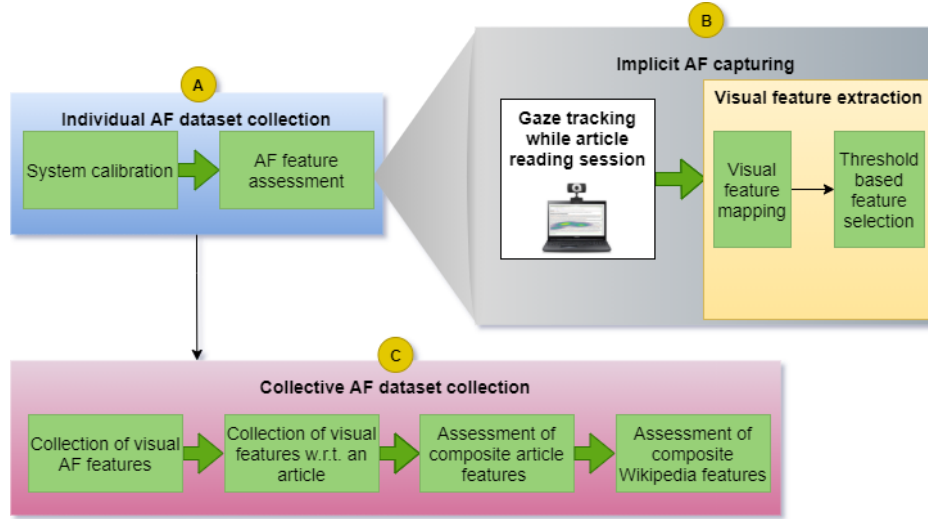 A
Individual AF dataset collection
System calibration
AF feature
assessment
B
Implicit AF capturing
Gaze tracking
while article
reading session
Visual feature extraction
Visual
feature
mapping
Threshold
based
feature
selection
C
Collective AF dataset collection
Collection of visual
AF features
Collection of visual
features w.r.t. an
article
Assessment of
composite article
features
Assessment of
composite
Wikipedia features